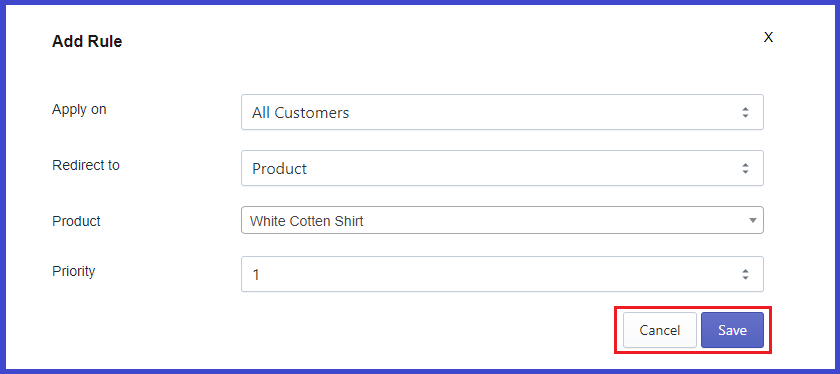 Add Rule X
Apply on All Customers
Redirect to Product
Product White Cotten Shirt
Priority 1
Cancel Save